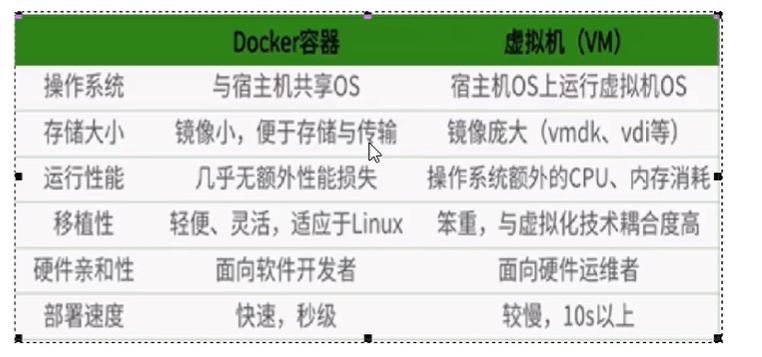 Docker容器 虚拟机（VM）
操作系统 与宿主机共享OS 宿主机OS上运行虚拟机OS
存储大小 镜像小，便于存储与传输 镜像庞大（vmdk、vdi等）
运行性能 几乎无额外性能损失 操作系统额外的CPU、内存消耗
移植性 轻便、灵活，适应于Linux 笨重，与虚拟化技术耦合度高
硬件亲和性 面向软件开发者 面向硬件运维者
部署速度 快速，秒级 较慢，10s以上